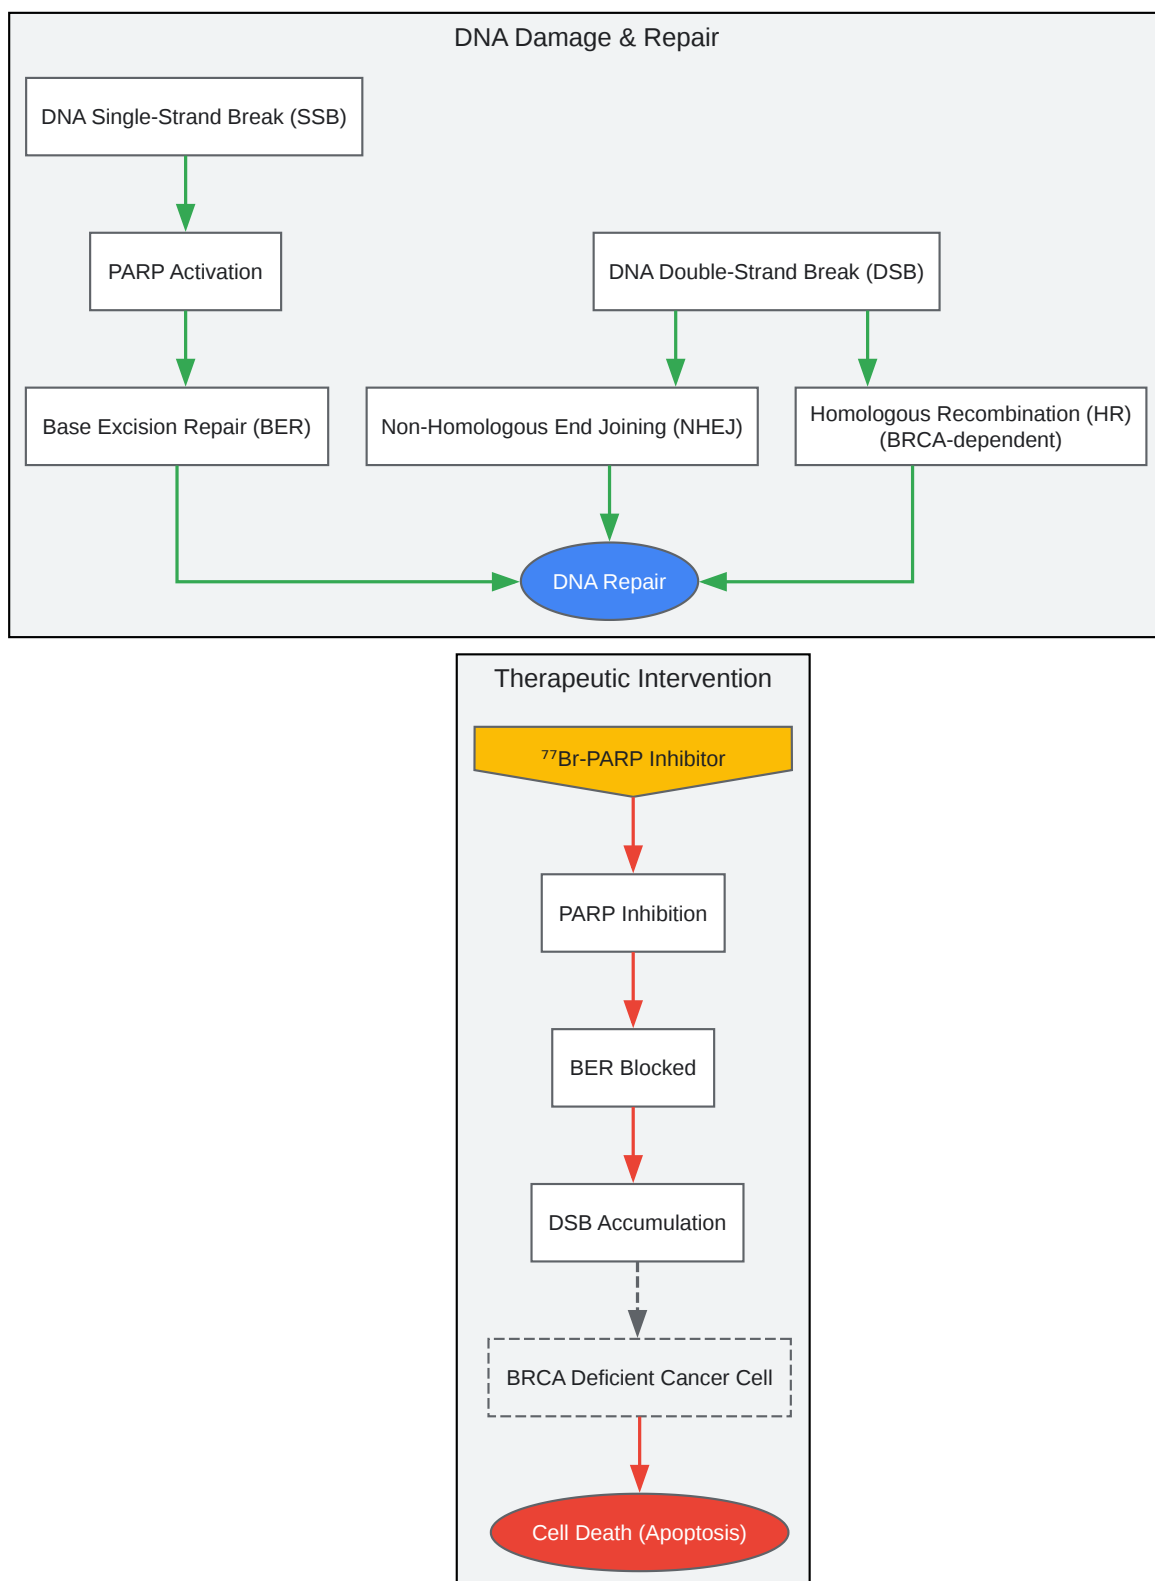 DNA Damage & Repair
DNA Single-Strand Break (SSB)
PARP Activation
DNA Double-Strand Break (DSB)
Base Excision Repair (BER)
Non-Homologous End Joining (NHEJ)
Homologous Recombination (HR)
(BRCA-dependent)
DNA Repair
Therapeutic Intervention
⁷⁷Br-PARP Inhibitor
PARP Inhibition
BER Blocked
DSB Accumulation
BRCA Deficient Cancer Cell
Cell Death (Apoptosis)